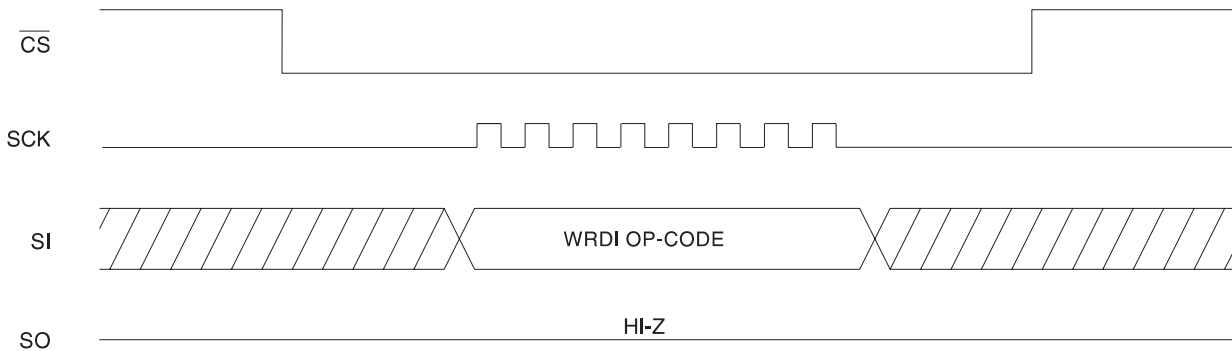 CS
SCK
SI
WRDI OP-CODE
SO
HI-Z